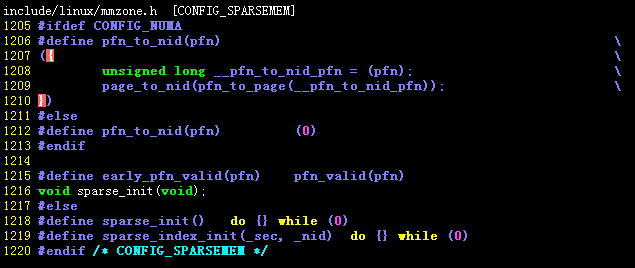 include/linux/mmzone.h  [CONFIG_SPARSEMEM]
1205 #ifdef CONFIG_NUMA
1206 #define pfn_to_nid(pfn)                                                 \
1207 ({                                                                      \
1208         unsigned long __pfn_to_nid_pfn = (pfn);                         \
1209         page_to_nid(pfn_to_page(__pfn_to_nid_pfn));                     \
1210 })
1211 #else
1212 #define pfn_to_nid(pfn)         (0)
1213 #endif
1214
1215 #define early_pfn_valid(pfn)    pfn_valid(pfn)
1216 void sparse_init(void);
1217 #else
1218 #define sparse_init()   do {} while (0)
1219 #define sparse_index_init(_sec, _nid)  do {} while (0)
1220 #endif /* CONFIG_SPARSEMEM */